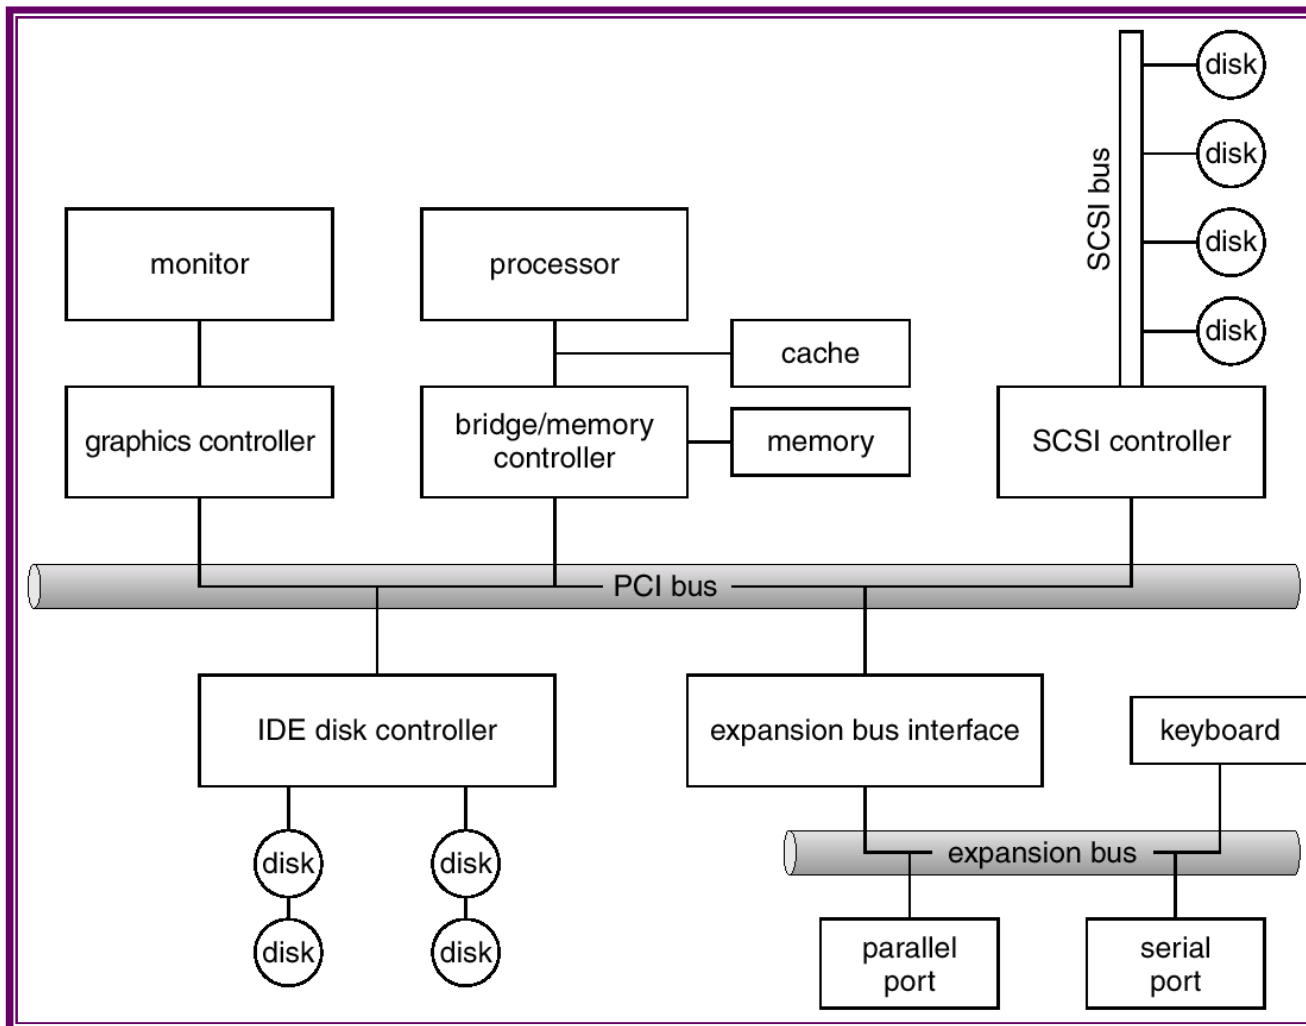 disk
disk
SCSI bus
disk
disk
monitor
processor
cache
graphics controller
bridge/memory
controller
memory
SCSI controller
PCI bus
IDE disk controller
expansion bus interface
keyboard
disk
disk
expansion bus
disk
disk
parallel
port
serial
port